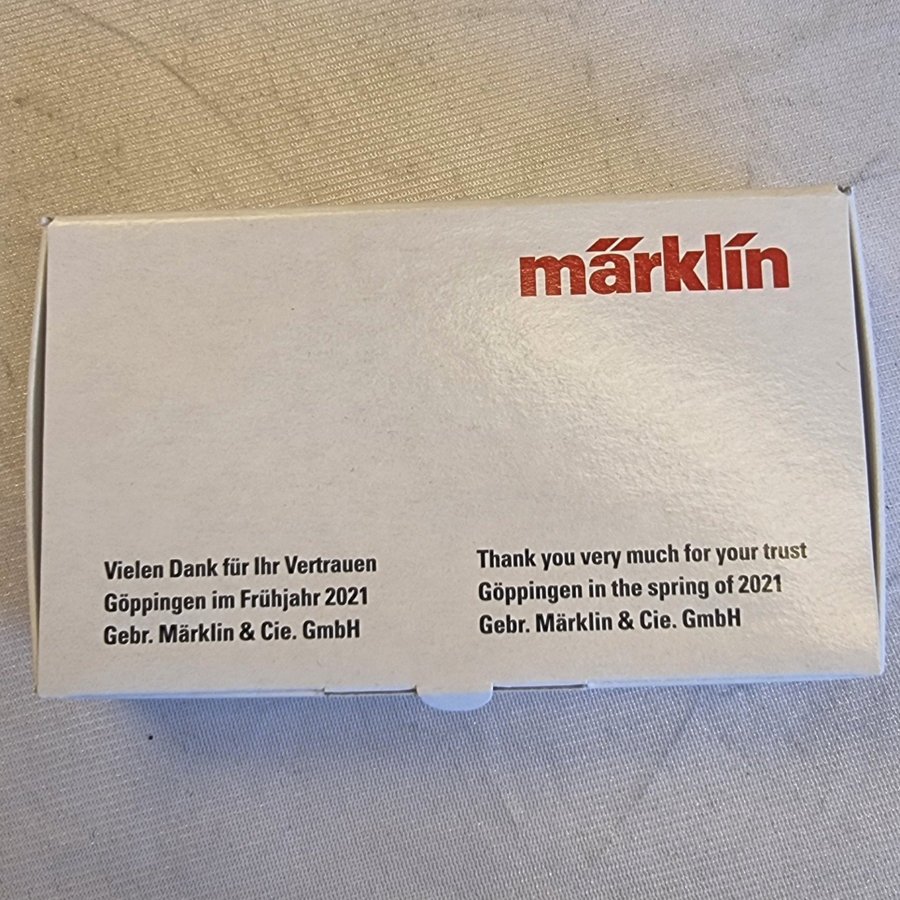 märklín
Vielen Dank für Ihr Vertrauen
Göppingen im Frühjahr 2021
Gebr. Märklin & Cie. GmbH
Thank you very much for your trust
Göppingen in the spring of 2021
Gebr. Märklin & Cie. GmbH